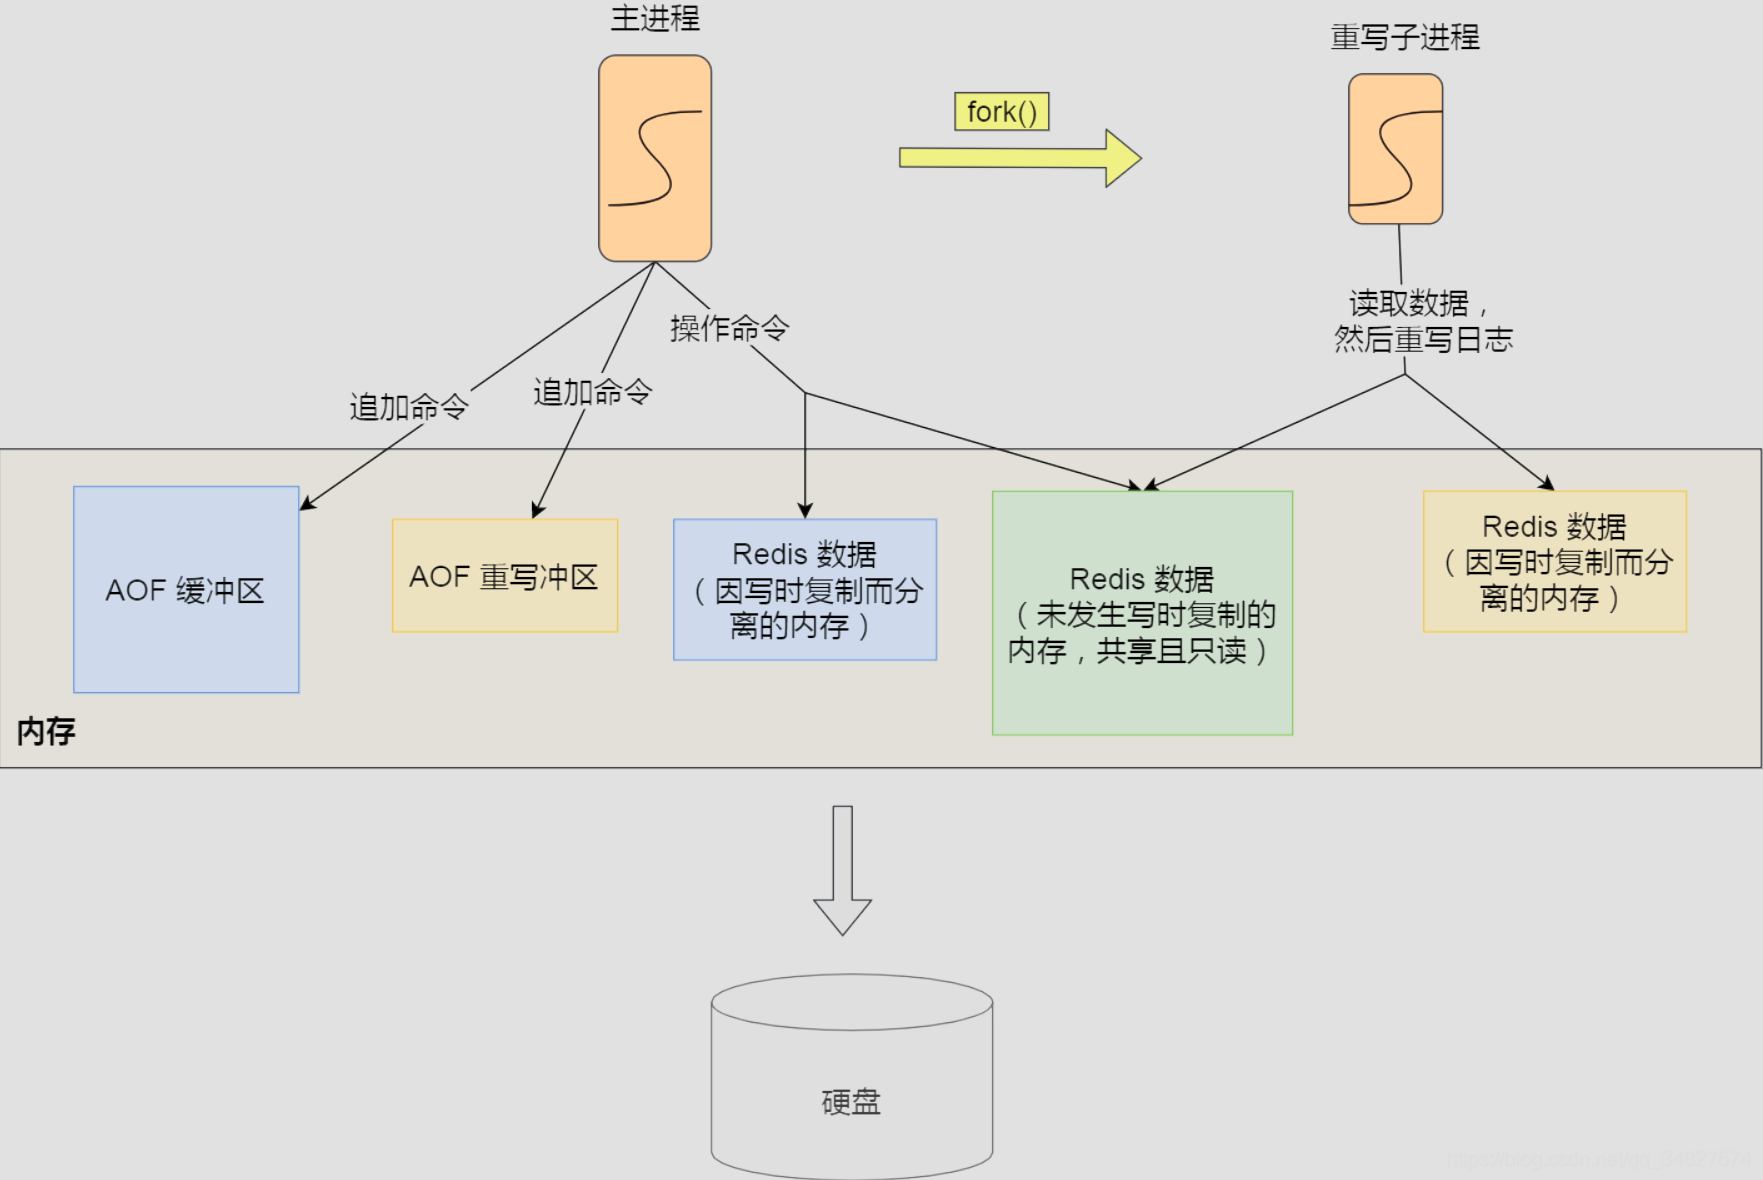 主进程
重写子进程
fork()
操作命令
追加命令
追加命令
读取数据，
然后重写日志
AOF 缓冲区
AOF 重写冲区
Redis 数据
（因写时复制而分
离的内存）
Redis 数据
（未发生写时复制的
内存，共享且只读）
Redis 数据
（因写时复制而分
离的内存）
内存
硬盘
https://blog.csdn.net/qq_34827674